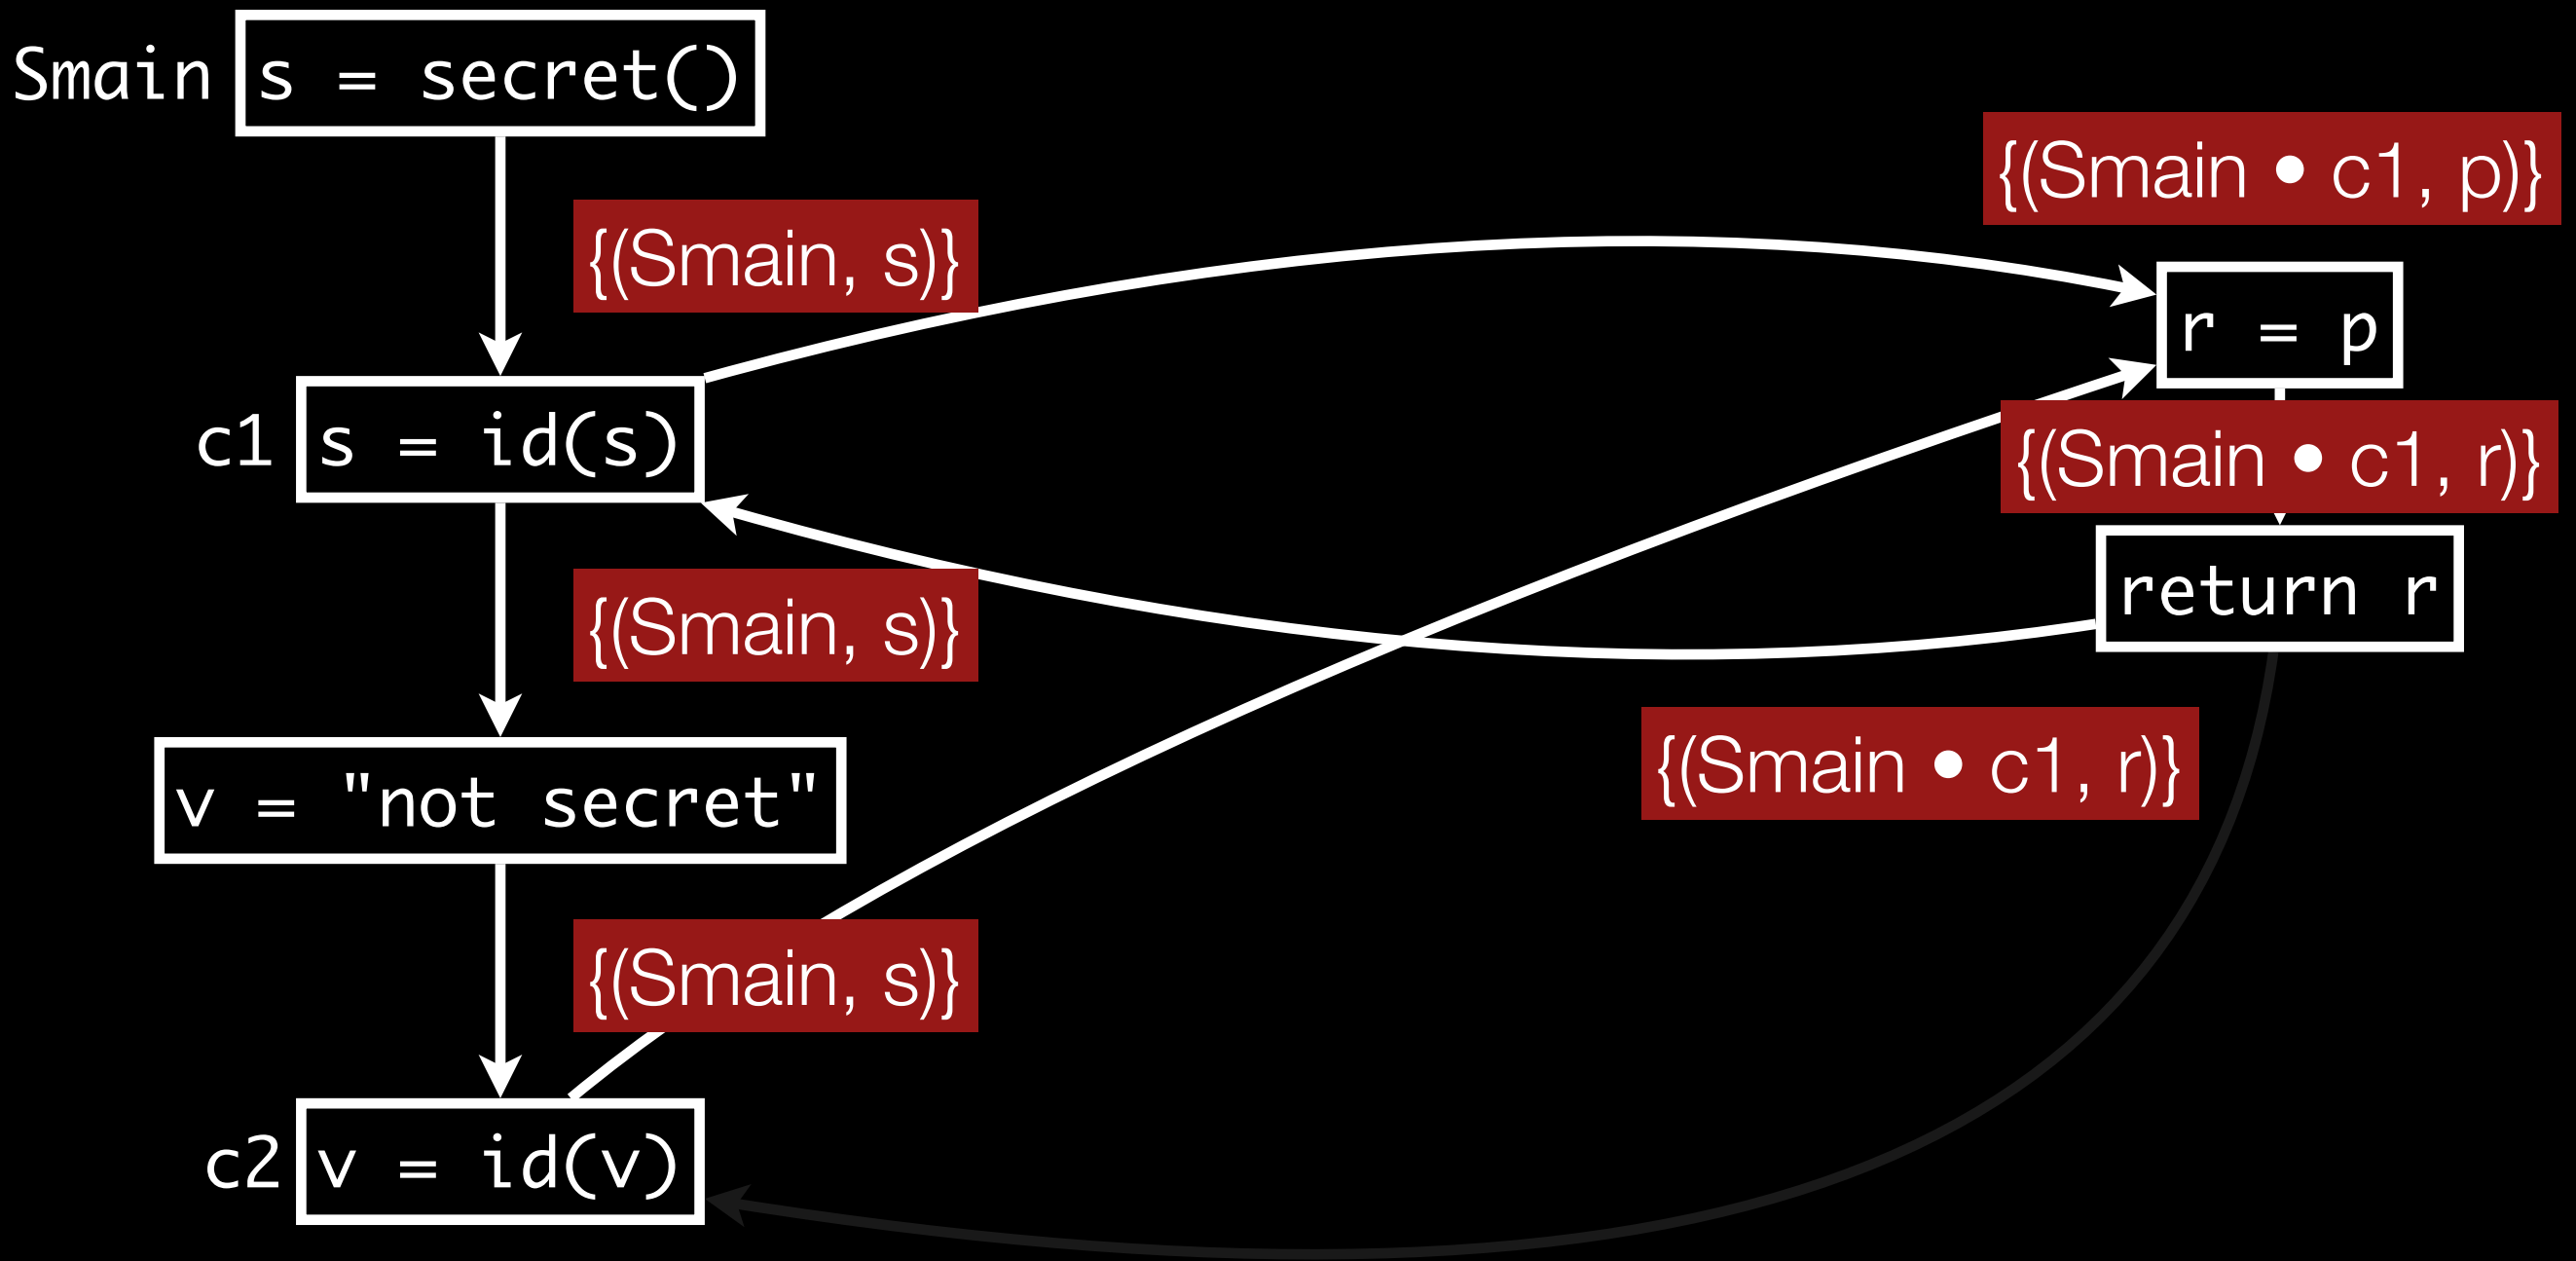 Smain
s = secret()
{(Smain • c1, p)}
{(Smain, s)}
r = p
c1
s = id(s)
{(Smain • c1, r)}
return r
{(Smain, s)}
{(Smain • c1, r)}
v = "not secret"
{(Smain, s)}
c2
v = id(v)